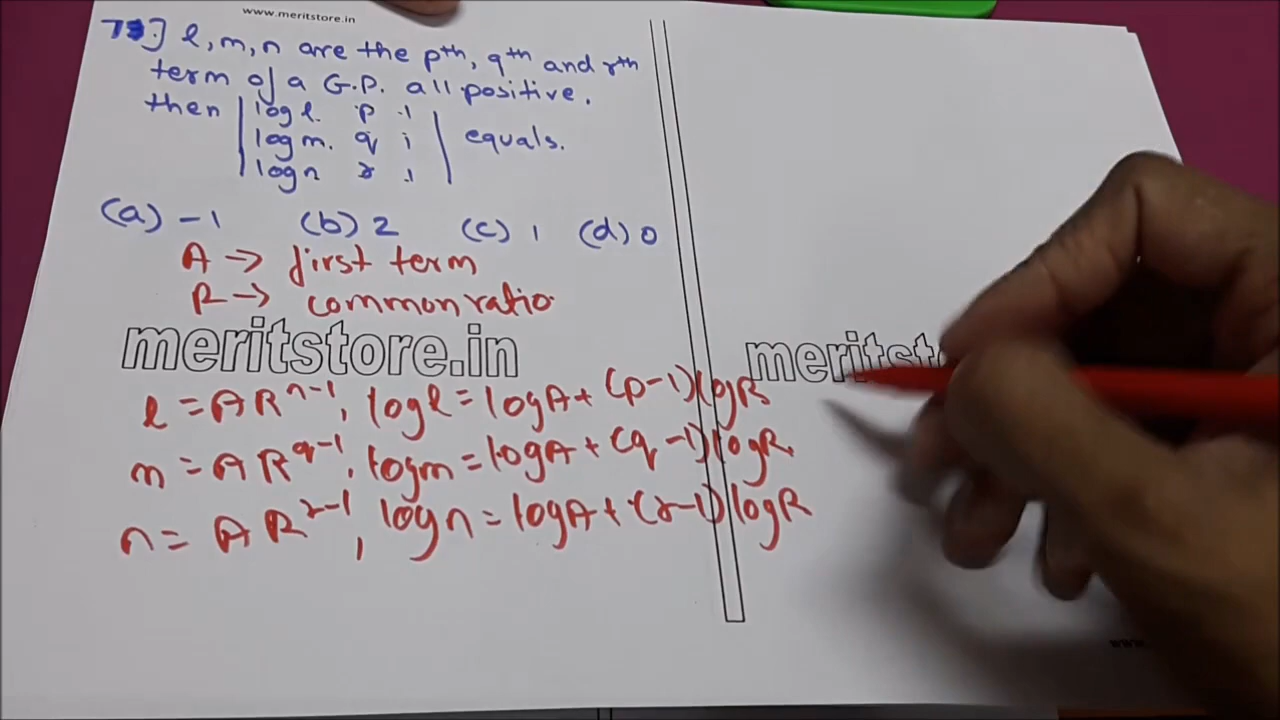 www.meritstore.in
73.] l, m, n are the pth, qth and rth
term of a G.P. all positive.
then | log l. p 1 |
| log m. q 1 | equals.
| log n r 1 |
(a) -1 (b) 2 (c) 1 (d) 0
A → first term
R → common ratio.
meritstore.in
meritsto
l = AR^n-1, log l = log A + (p-1) log R
m = AR^q-1, log m = log A + (q-1) log R.
n = AR^r-1, log n = log A + (r-1) log R